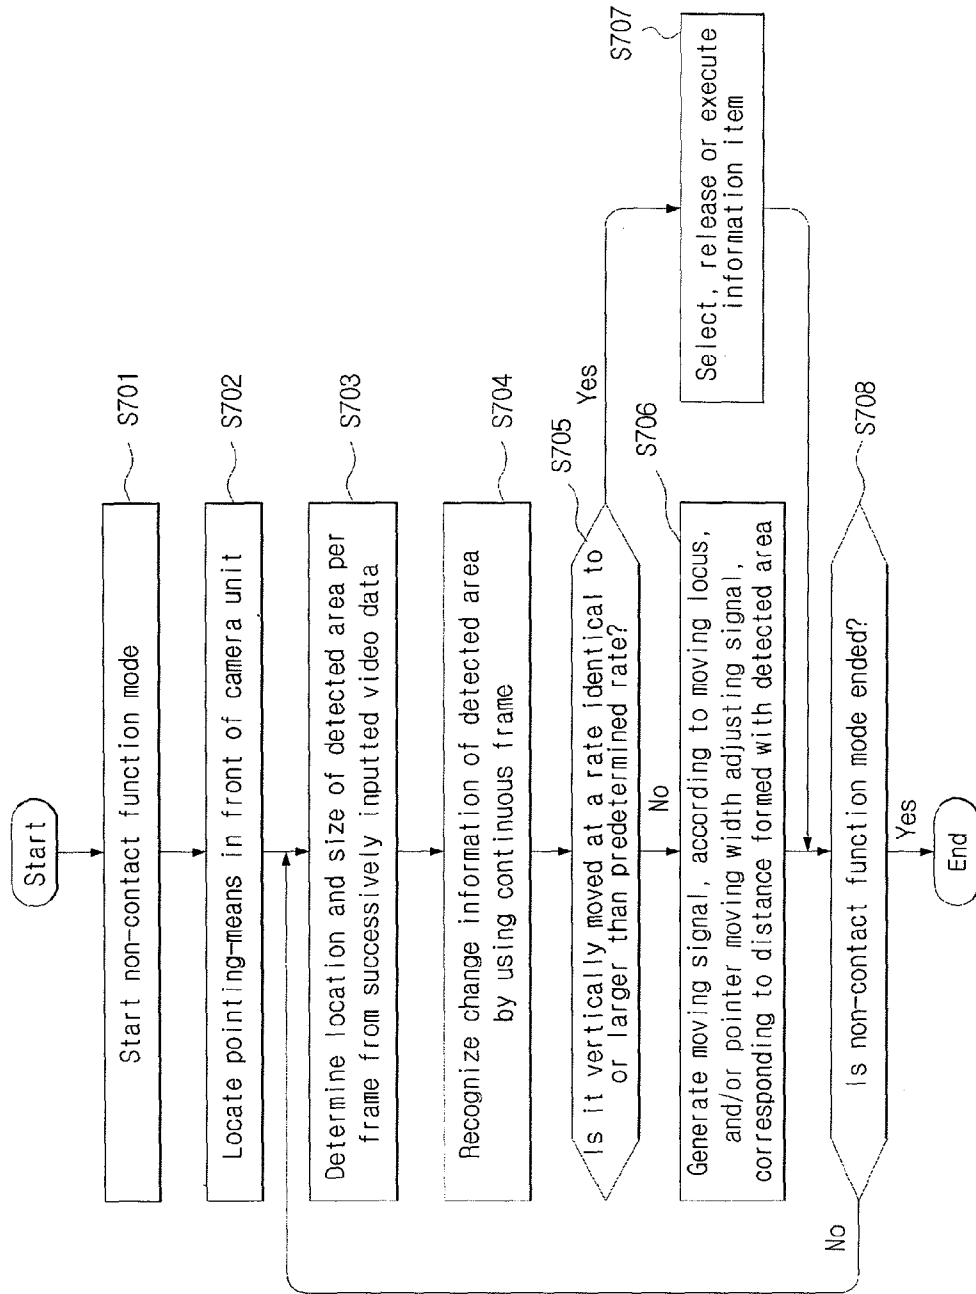 Start
Start non-contact function mode
S701
Locate pointing-means in front of camera unit
S702
Determine location and size of detected area per
frame from successively inputted video data
S703
Recognize change information of detected area
by using continuous frame
S704
Is it vertically moved at a rate identical to
or larger than predetermined rate?
S705
Yes
No
Generate moving signal, according to moving locus,
and/or pointer moving width adjusting signal,
corresponding to distance formed with detected area
S706
Select, release or execute
information item
S707
Is non-contact function mode ended?
S708
No
Yes
End